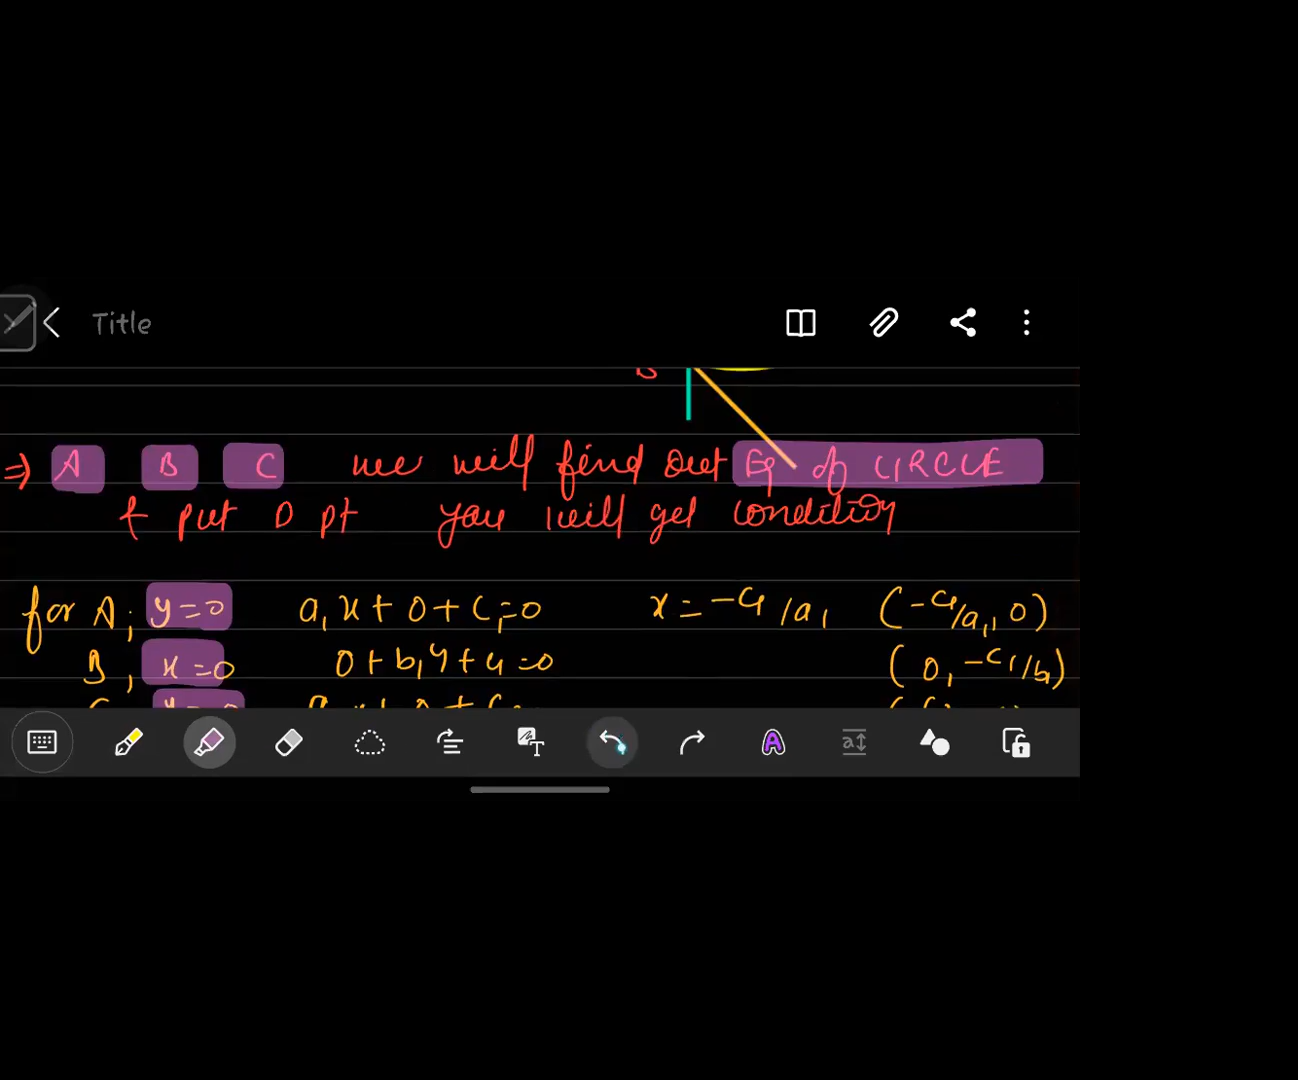 Title
B
⇒ A B C we will find out Eq of CIRCLE
& put D pt you will get condition
for A; y=0 a₁x + 0 + c₁=0 x = -c₁/a₁ (-c₁/a₁, 0)
B, x=0 0 + b₁y + c₁=0 (0, -c₁/b₁)